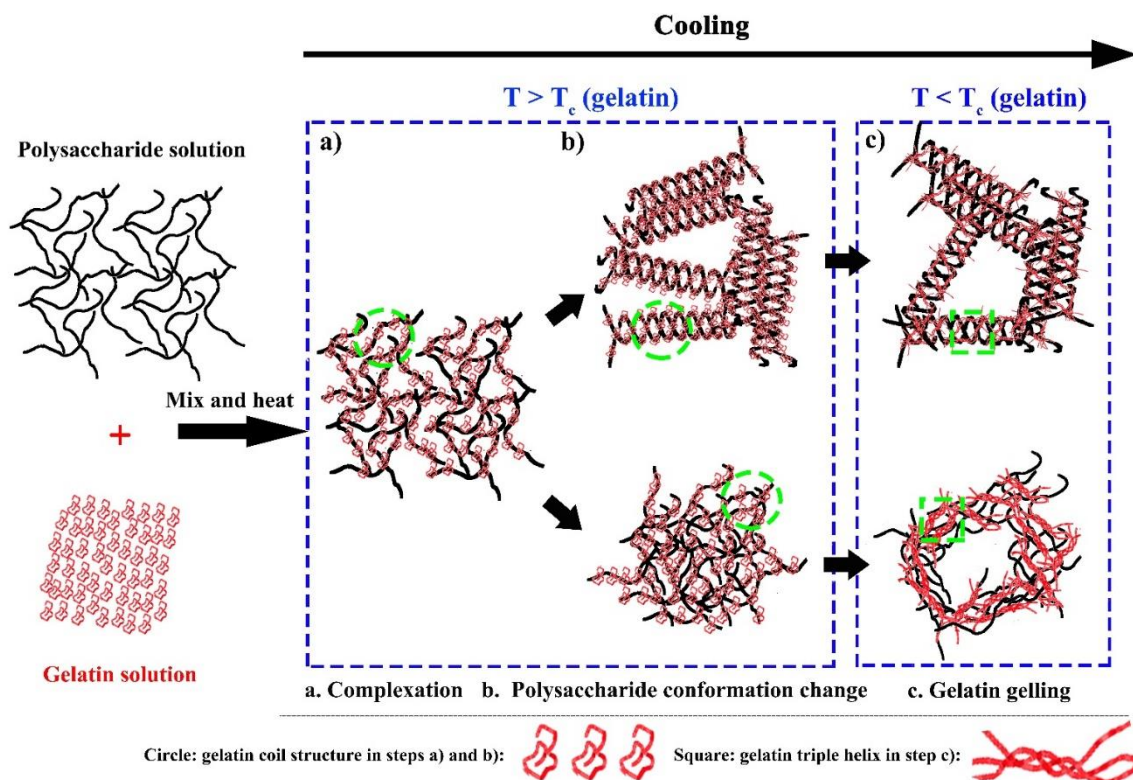 Cooling
T > Tc (gelatin)
T < Tc (gelatin)
Polysaccharide solution
a)
b)
c)
Mix and heat
+
Gelatin solution
a. Complexation
b. Polysaccharide conformation change
c. Gelatin gelling
Circle: gelatin coil structure in steps a) and b):
Square: gelatin triple helix in step c):